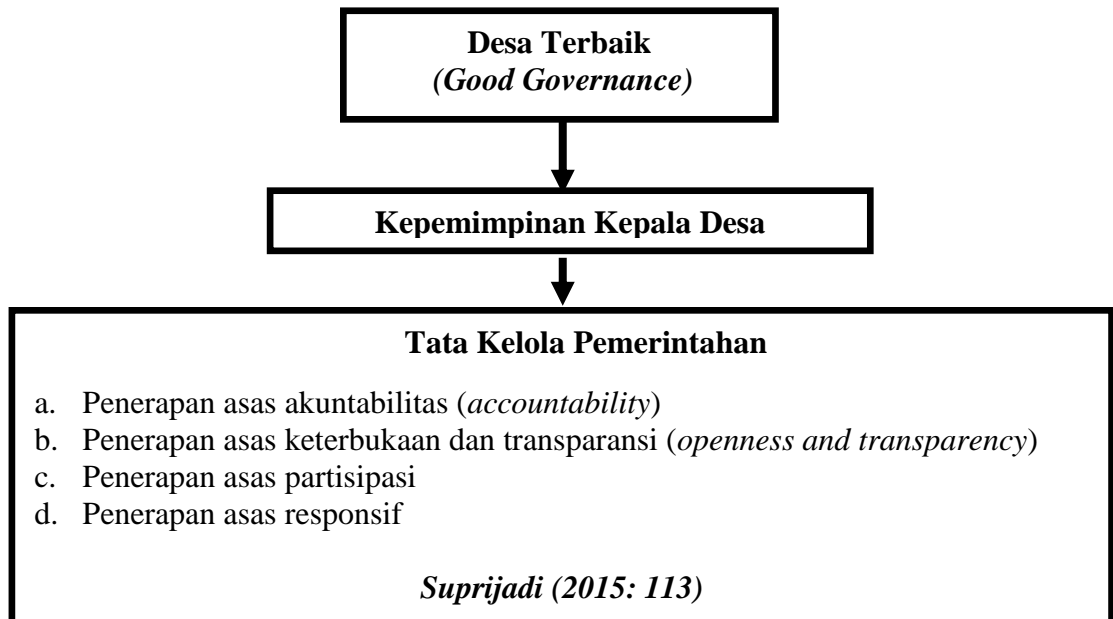 Desa Terbaik
(Good Governance)
Kepemimpinan Kepala Desa
Tata Kelola Pemerintahan
a. Penerapan asas akuntabilitas (accountability)
b. Penerapan asas keterbukaan dan transparansi (openness and transparency)
c. Penerapan asas partisipasi
d. Penerapan asas responsif
Suprijadi (2015: 113)